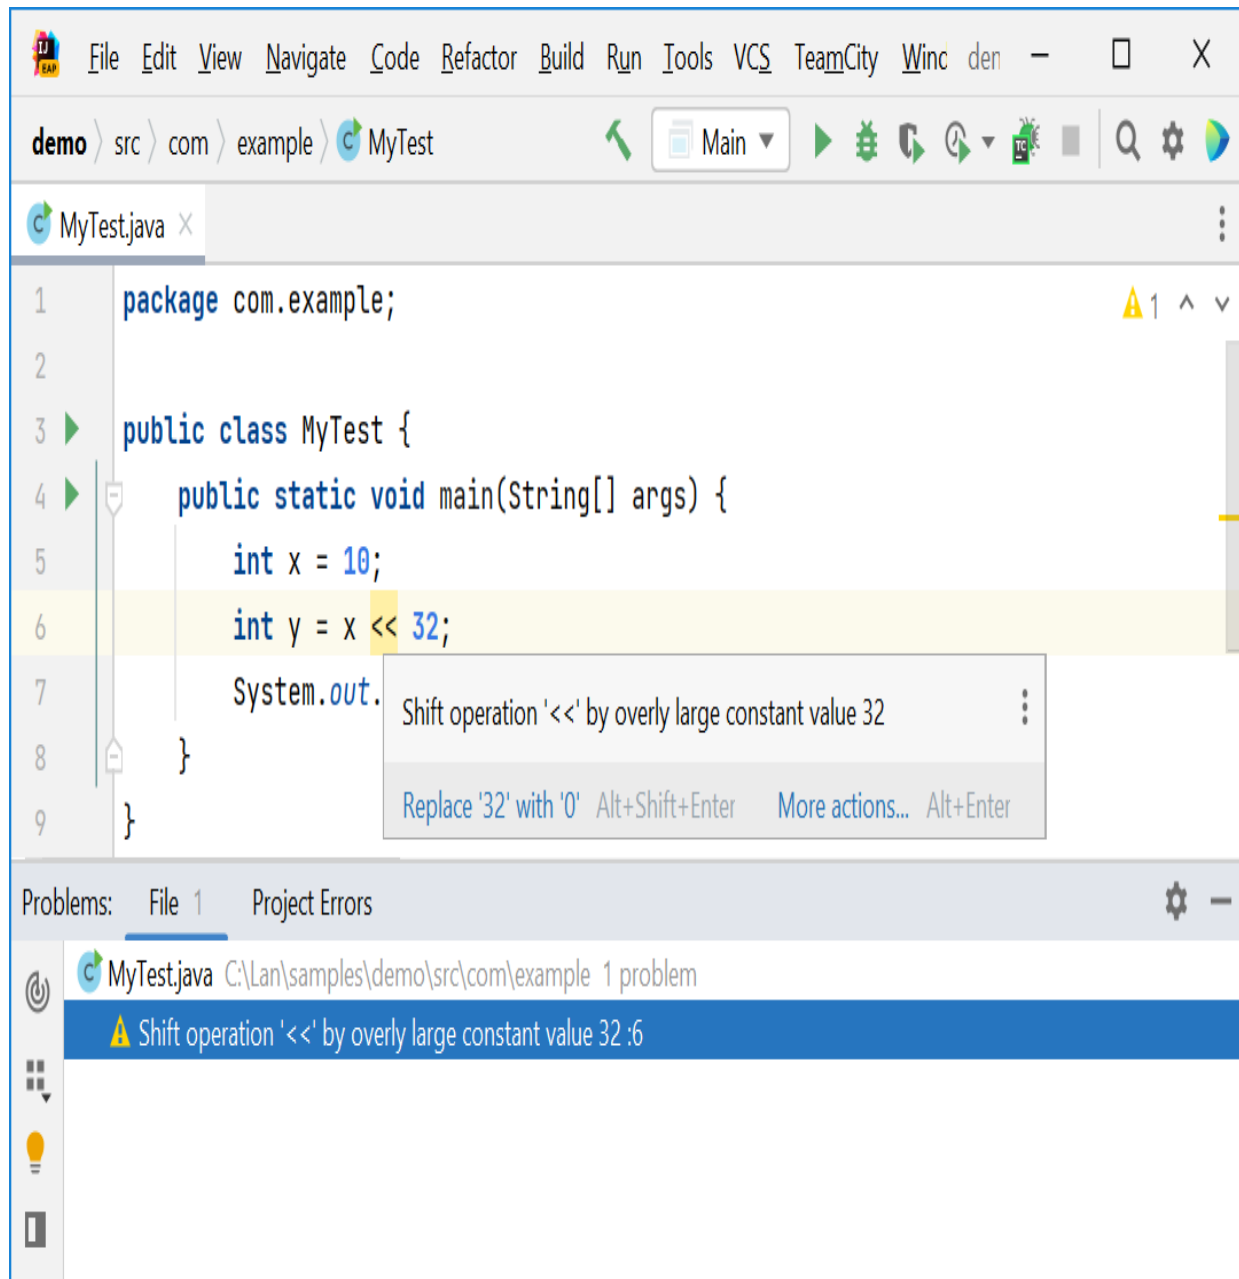 IJ
EAP
File Edit View Navigate Code Refactor Build Run Tools VCS TeamCity Wind den
demo src com example C MyTest Main TC
C MyTest.java
1 package com.example; 1
2
3 public class MyTest {
4 public static void main(String[] args) {
5 int x = 10;
6 int y = x << 32;
7 System.out.
Shift operation '<<' by overly large constant value 32
8 }
Replace '32' with '0' Alt+Shift+Enter More actions... Alt+Enter
9 }
Problems: File 1 Project Errors
C MyTest.java C:\Lan\samples\demo\src\com\example 1 problem
Shift operation '<<' by overly large constant value 32 :6